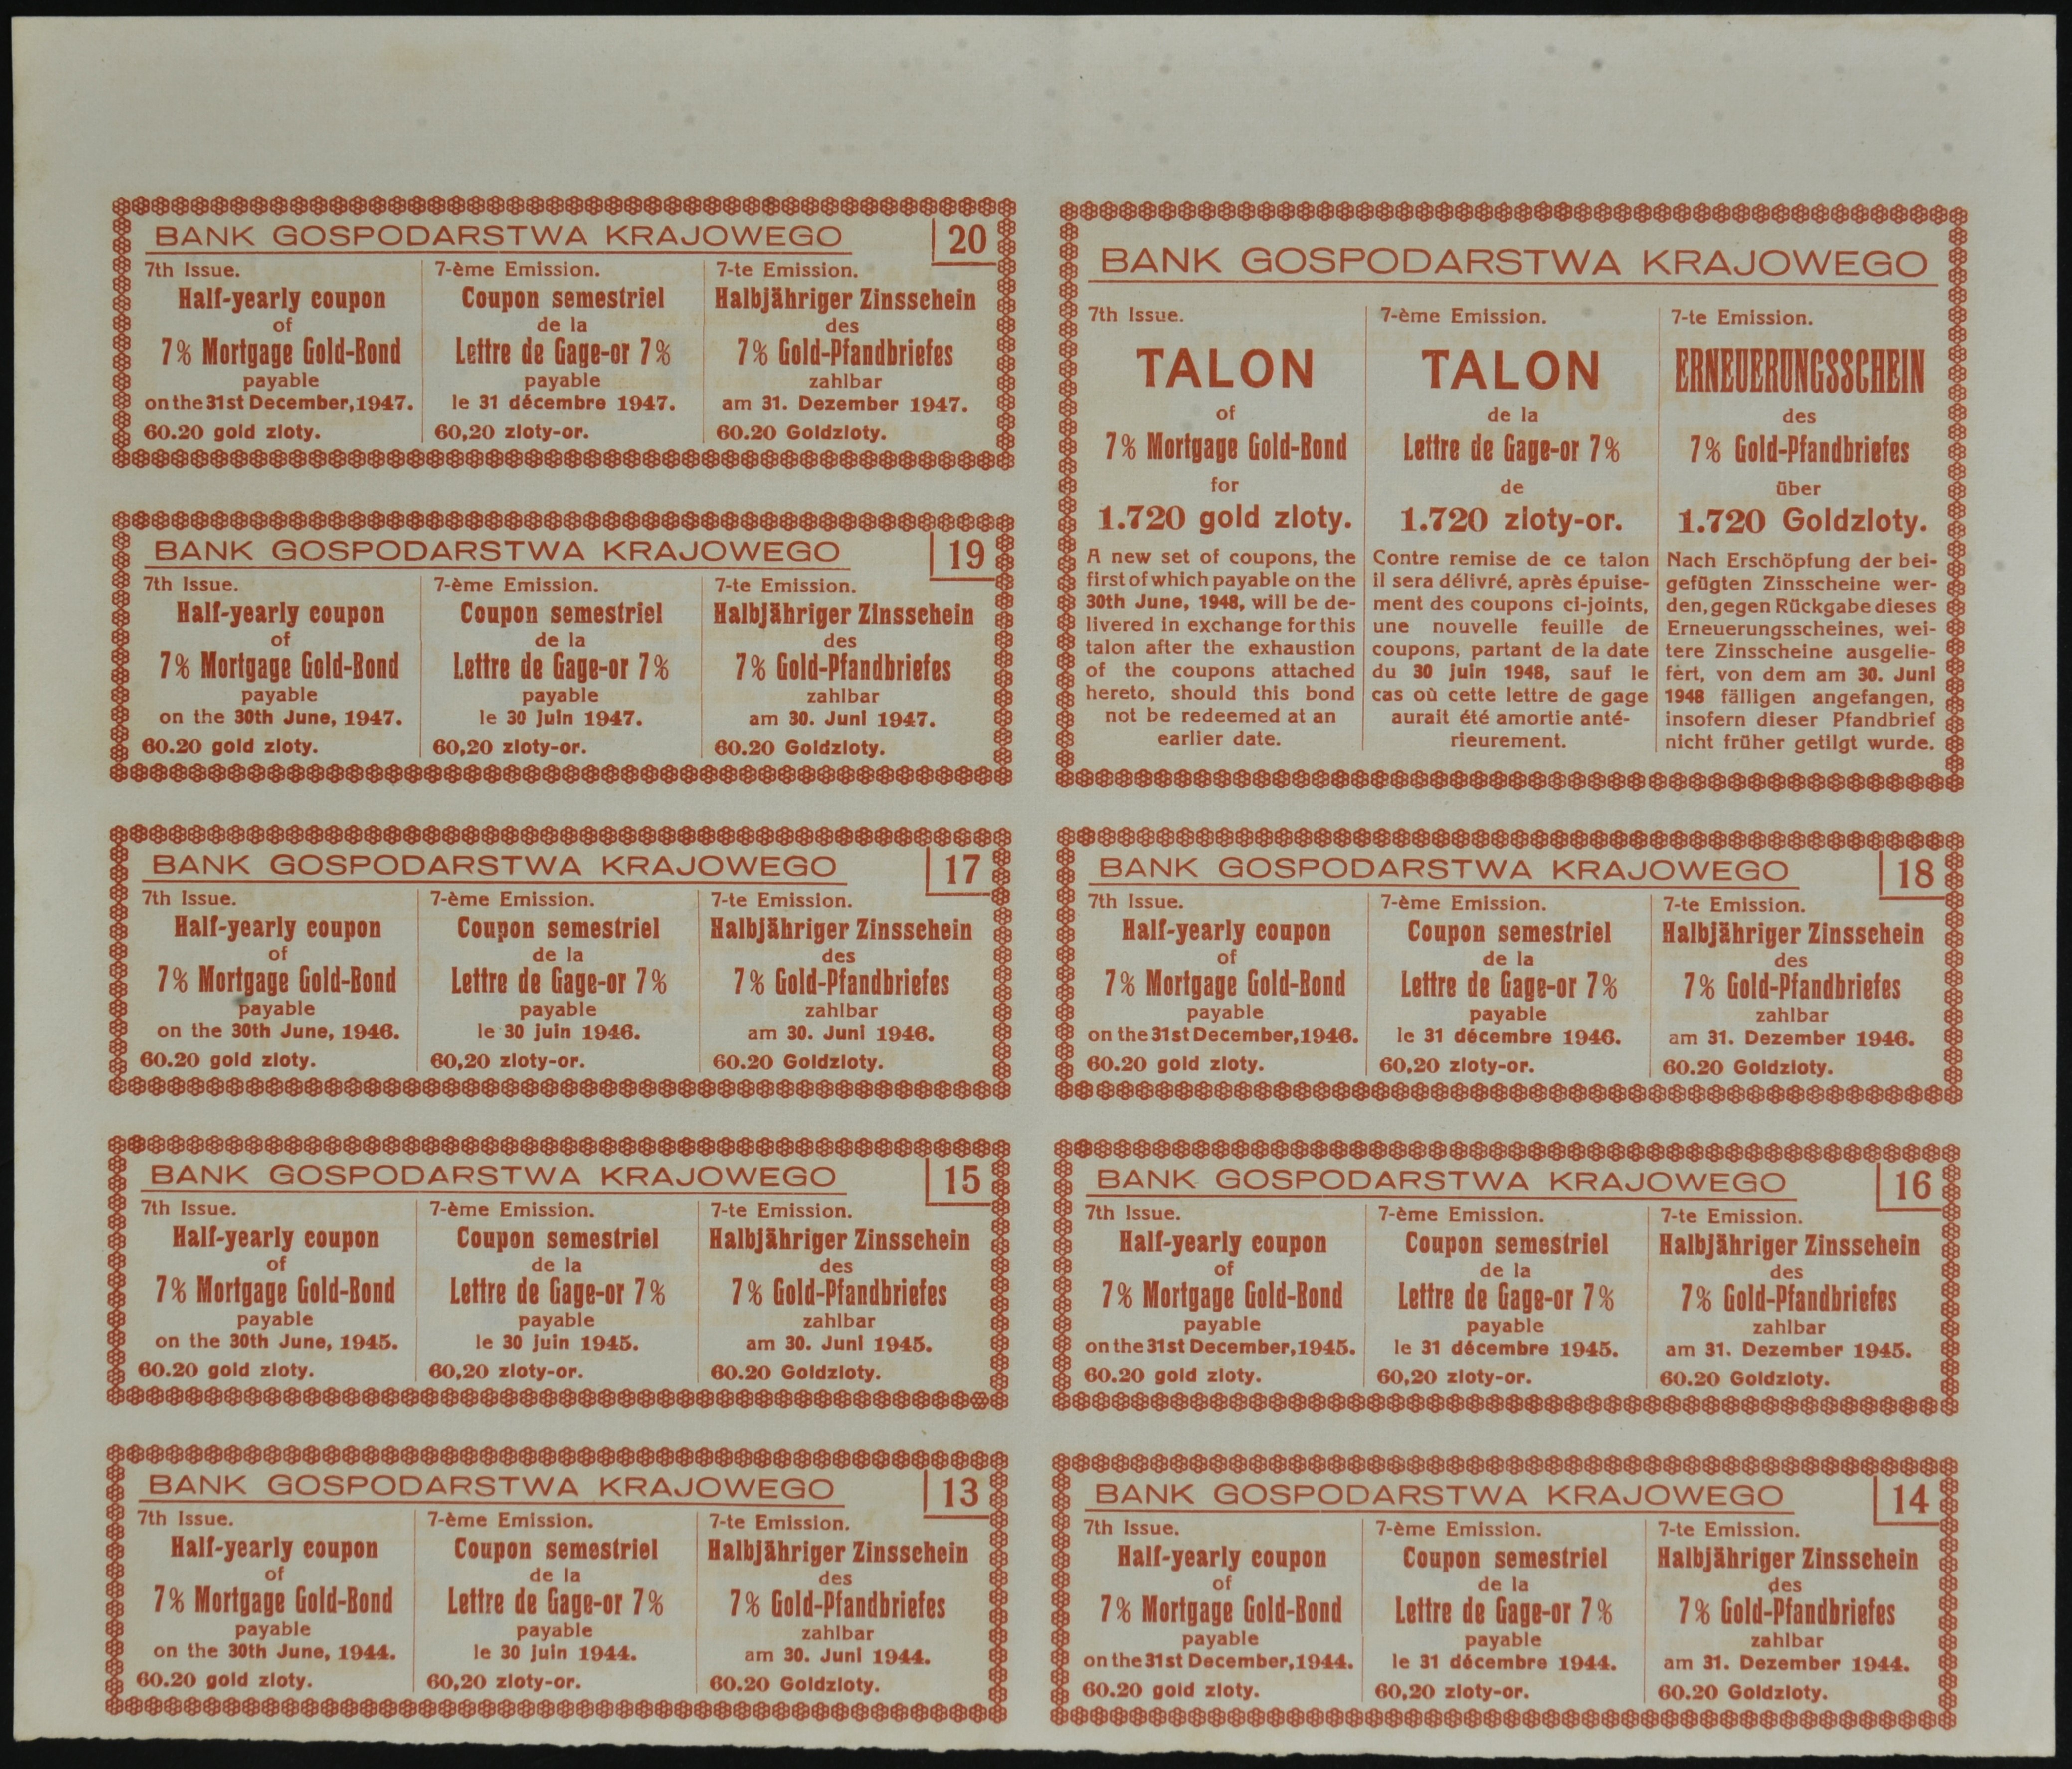 BANK GOSPODARSTWA KRAJOWEGO
20
7th Issue.
Half-yearly coupon
of
7% Mortgage Gold-Bond
payable
on the 31st December, 1947.
60.20 gold zloty.
7-ème Emission.
Coupon semestriel
de la
Lettre de Gage-or 7%
payable
le 31 décembre 1947.
60,20 zloty-or.
7-te Emission.
Halbjähriger Zinsschein
des
7% Gold-Pfandbriefes
zahlbar
am 31. Dezember 1947.
60.20 Goldzloty.
BANK GOSPODARSTWA KRAJOWEGO
7th Issue.
TALON
of
7% Mortgage Gold-Bond
for
1.720 gold zloty.
A new set of coupons, the
first of which payable on the
30th June, 1948, will be de-
livered in exchange for this
talon after the exhaustion
of the coupons attached
hereto, should this bond
not be redeemed at an
earlier date.
7-ème Emission.
TALON
de la
Lettre de Gage-or 7%
de
1.720 zloty-or.
Contre remise de ce talon
il sera délivré, après épuise-
ment des coupons ci-joints,
une nouvelle feuille de
coupons, partant de la date
du 30 juin 1948, sauf le
cas où cette lettre de gage
aurait été amortie anté-
rieurement.
7-te Emission.
ERNEUERUNGSSCHEIN
des
7% Gold-Pfandbriefes
über
1.720 Goldzloty.
Nach Erschöpfung der bei-
gefügten Zinsscheine wer-
den, gegen Rückgabe dieses
Erneuerungsscheines, wei-
tere Zinsscheine ausgelie-
fert, von dem am 30. Juni
1948 fälligen angefangen,
insofern dieser Pfandbrief
nicht früher getilgt wurde.
BANK GOSPODARSTWA KRAJOWEGO
19
7th Issue.
Half-yearly coupon
of
7% Mortgage Gold-Bond
payable
on the 30th June, 1947.
60.20 gold zloty.
7-ème Emission.
Coupon semestriel
de la
Lettre de Gage-or 7%
payable
le 30 juin 1947.
60,20 zloty-or.
7-te Emission.
Halbjähriger Zinsschein
des
7% Gold-Pfandbriefes
zahlbar
am 30. Juni 1947.
60.20 Goldzloty.
BANK GOSPODARSTWA KRAJOWEGO
17
7th Issue.
Half-yearly coupon
of
7% Mortgage Gold-Bond
payable
on the 30th June, 1946.
60.20 gold zloty.
7-ème Emission.
Coupon semestriel
de la
Lettre de Gage-or 7%
payable
le 30 juin 1946.
60,20 zloty-or.
7-te Emission.
Halbjähriger Zinsschein
des
7% Gold-Pfandbriefes
zahlbar
am 30. Juni 1946.
60.20 Goldzloty.
BANK GOSPODARSTWA KRAJOWEGO
18
7th Issue.
Half-yearly coupon
of
7% Mortgage Gold-Bond
payable
on the 31st December, 1946.
60.20 gold zloty.
7-ème Emission.
Coupon semestriel
de la
Lettre de Gage-or 7%
payable
le 31 décembre 1946.
60,20 zloty-or.
7-te Emission.
Halbjähriger Zinsschein
des
7% Gold-Pfandbriefes
zahlbar
am 31. Dezember 1946.
60.20 Goldzloty.
BANK GOSPODARSTWA KRAJOWEGO
15
7th Issue.
Half-yearly coupon
of
7% Mortgage Gold-Bond
payable
on the 30th June, 1945.
60.20 gold zloty.
7-ème Emission.
Coupon semestriel
de la
Lettre de Gage-or 7%
payable
le 30 juin 1945.
60,20 zloty-or.
7-te Emission.
Halbjähriger Zinsschein
des
7% Gold-Pfandbriefes
zahlbar
am 30. Juni 1945.
60.20 Goldzloty.
BANK GOSPODARSTWA KRAJOWEGO
16
7th Issue.
Half-yearly coupon
of
7% Mortgage Gold-Bond
payable
on the 31st December, 1945.
60.20 gold zloty.
7-ème Emission.
Coupon semestriel
de la
Lettre de Gage-or 7%
payable
le 31 décembre 1945.
60,20 zloty-or.
7-te Emission.
Halbjähriger Zinsschein
des
7% Gold-Pfandbriefes
zahlbar
am 31. Dezember 1945.
60.20 Goldzloty.
BANK GOSPODARSTWA KRAJOWEGO
13
7th Issue.
Half-yearly coupon
of
7% Mortgage Gold-Bond
payable
on the 30th June, 1944.
60.20 gold zloty.
7-ème Emission.
Coupon semestriel
de la
Lettre de Gage-or 7%
payable
le 30 juin 1944.
60,20 zloty-or.
7-te Emission.
Halbjähriger Zinsschein
des
7% Gold-Pfandbriefes
zahlbar
am 30. Juni 1944.
60.20 Goldzloty.
BANK GOSPODARSTWA KRAJOWEGO
14
7th Issue.
Half-yearly coupon
of
7% Mortgage Gold-Bond
payable
on the 31st December, 1944.
60.20 gold zloty.
7-ème Emission.
Coupon semestriel
de la
Lettre de Gage-or 7%
payable
le 31 décembre 1944.
60,20 zloty-or.
7-te Emission.
Halbjähriger Zinsschein
des
7% Gold-Pfandbriefes
zahlbar
am 31. Dezember 1944.
60.20 Goldzloty.